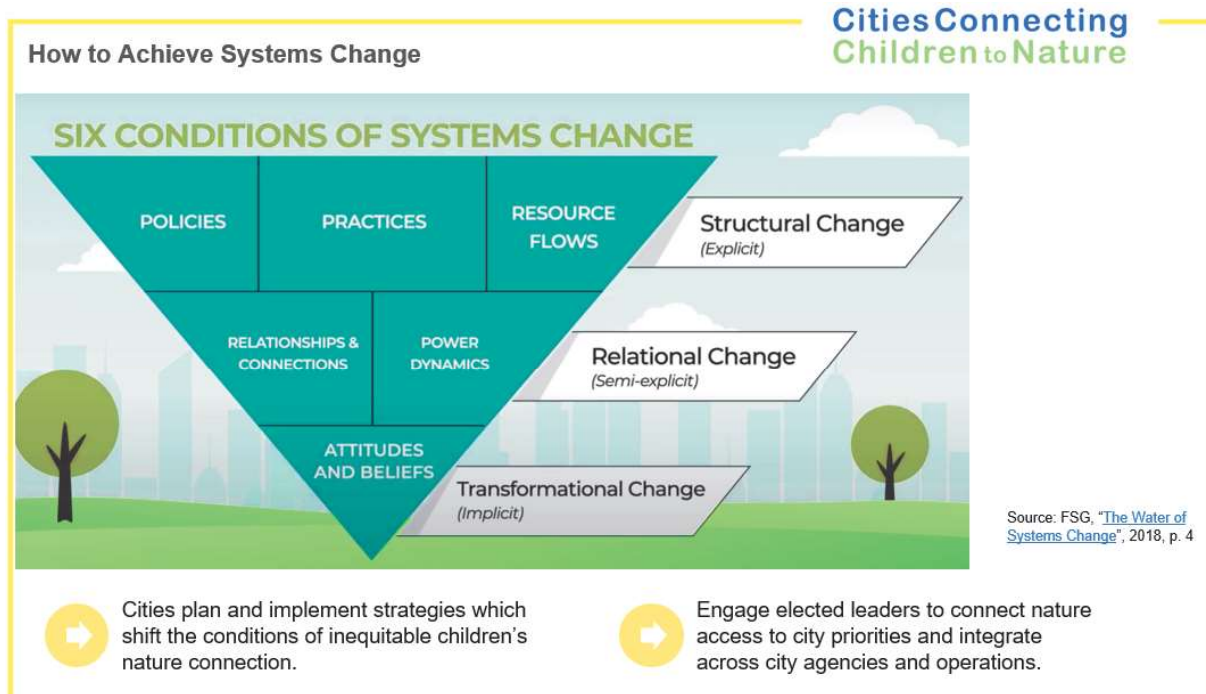 Cities Connecting
Children to Nature
How to Achieve Systems Change
SIX CONDITIONS OF SYSTEMS CHANGE
POLICIES
PRACTICES
RESOURCE
FLOWS
Structural Change
(Explicit)
RELATIONSHIPS &
CONNECTIONS
POWER
DYNAMICS
Relational Change
(Semi-explicit)
ATTITUDES
AND BELIEFS
Transformational Change
(Implicit)
Source: FSG, “The Water of
Systems Change”, 2018, p. 4
Cities plan and implement strategies which
shift the conditions of inequitable children’s
nature connection.
Engage elected leaders to connect nature
access to city priorities and integrate
across city agencies and operations.